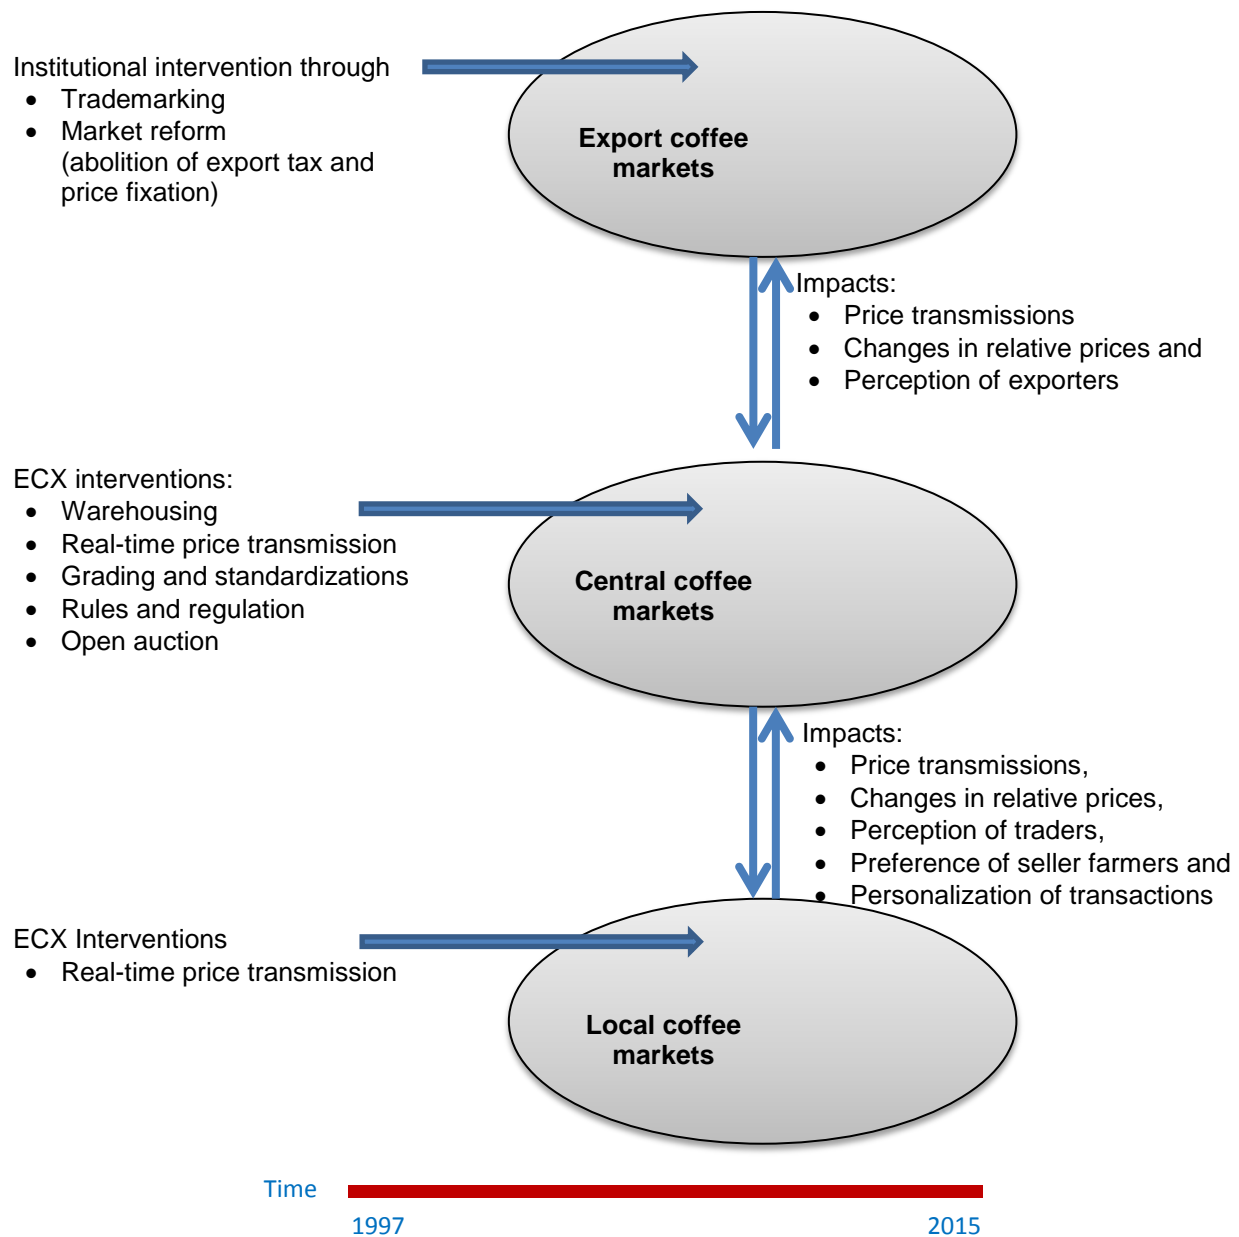 Institutional intervention through
• Trademarking
• Market reform
(abolition of export tax and
price fixation)
Export coffee
markets
Impacts:
• Price transmissions
• Changes in relative prices and
• Perception of exporters
ECX interventions:
• Warehousing
• Real-time price transmission
• Grading and standardizations
• Rules and regulation
• Open auction
Central coffee
markets
Impacts:
• Price transmissions,
• Changes in relative prices,
• Perception of traders,
• Preference of seller farmers and
• Personalization of transactions
ECX Interventions
• Real-time price transmission
Local coffee
markets
Time
1997
2015